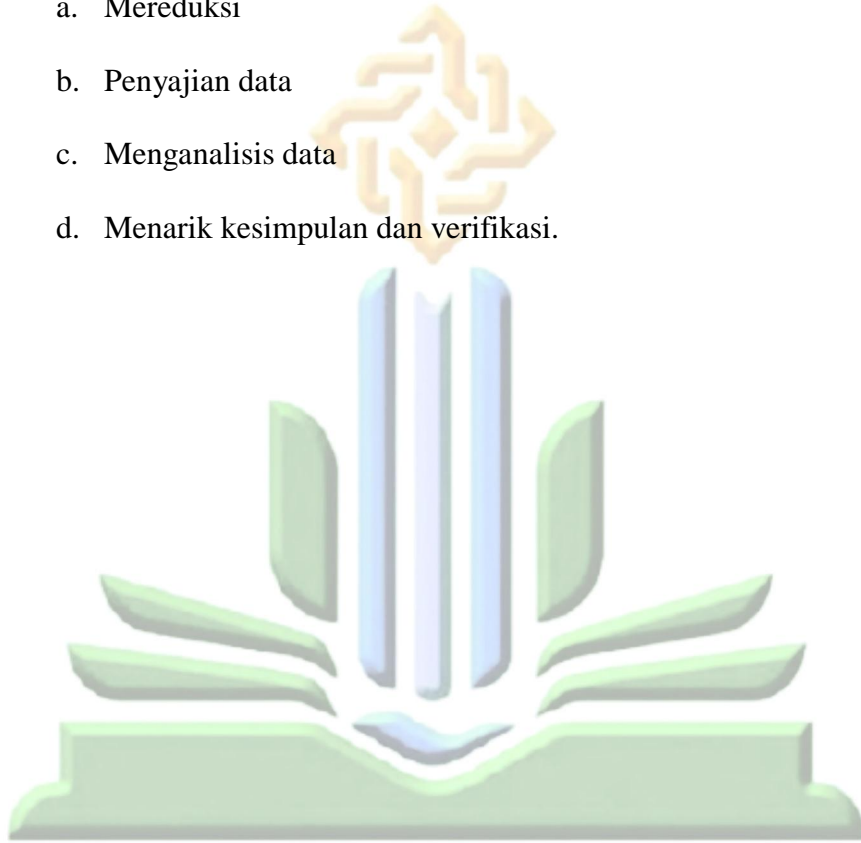 a. Mereduksi
b. Penyajian data
c. Menganalisis data
d. Menarik kesimpulan dan verifikasi.